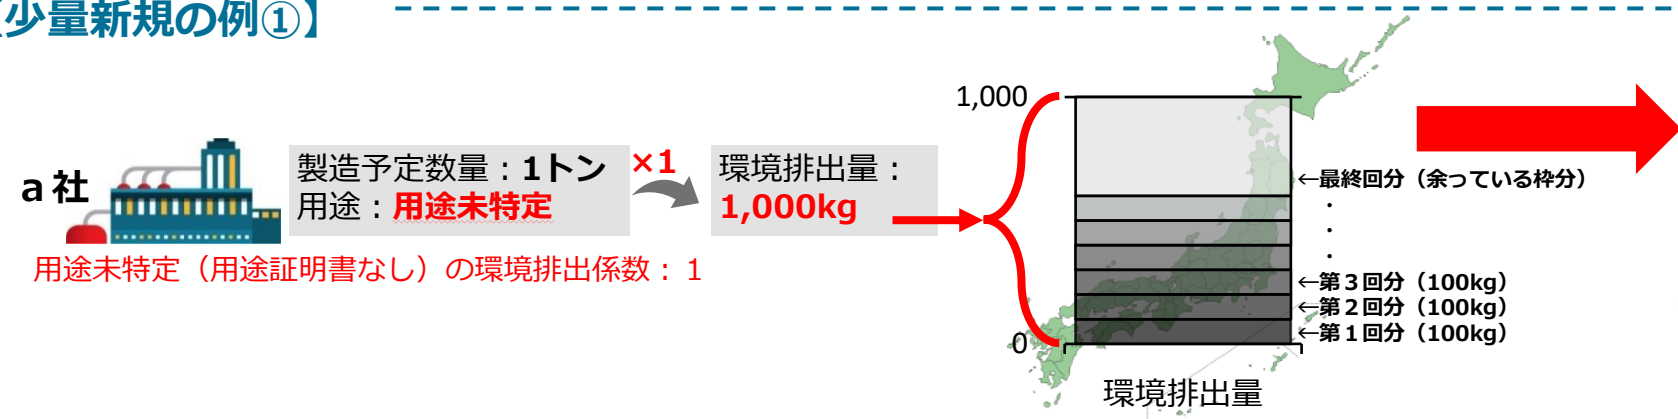 【少量新規の例①】
a社
製造予定数量：1トン
用途：用途未特定
×1
環境排出量：
1,000kg
用途未特定（用途証明書なし）の環境排出係数：１
1,000
0
←最終回分（余っている枠分）
・
・
・
←第３回分（100kg）
←第２回分（100kg）
←第１回分（100kg）
環境排出量